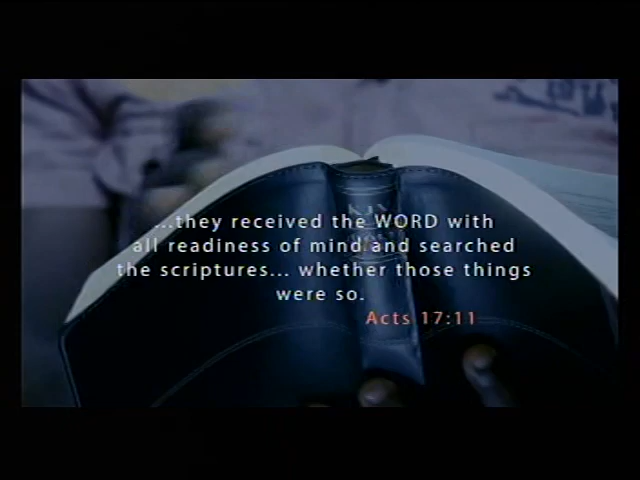 ...they received the WORD with
all readiness of mind and searched
the scriptures... whether those things
were so.
Acts 17:11